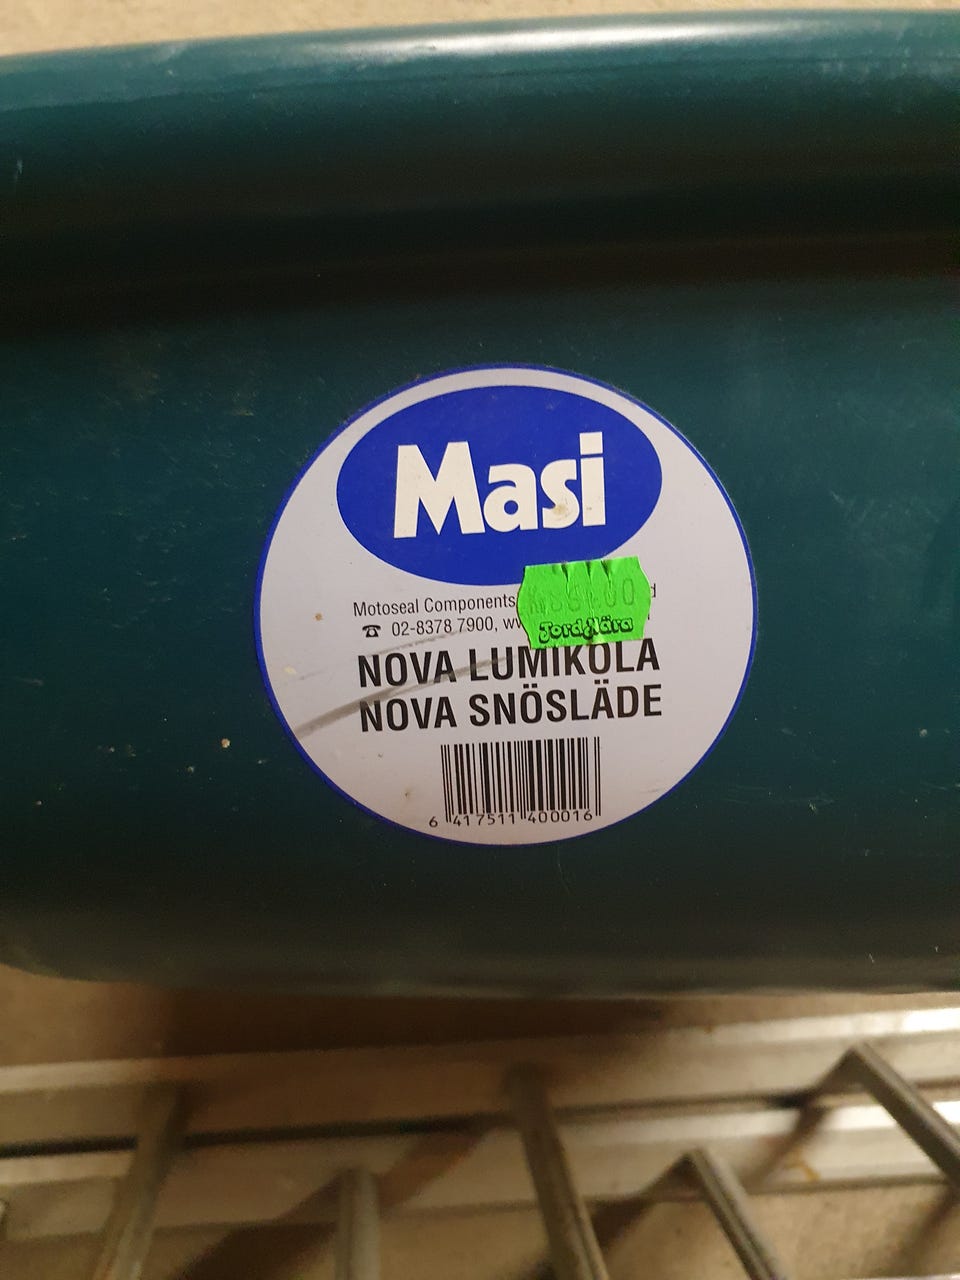 Masi
Motoseal Components
02-8378 7900,
Jord&Nära
NOVA LUMIKOLA
NOVA SNÖSLÄDE
6 417511 400016